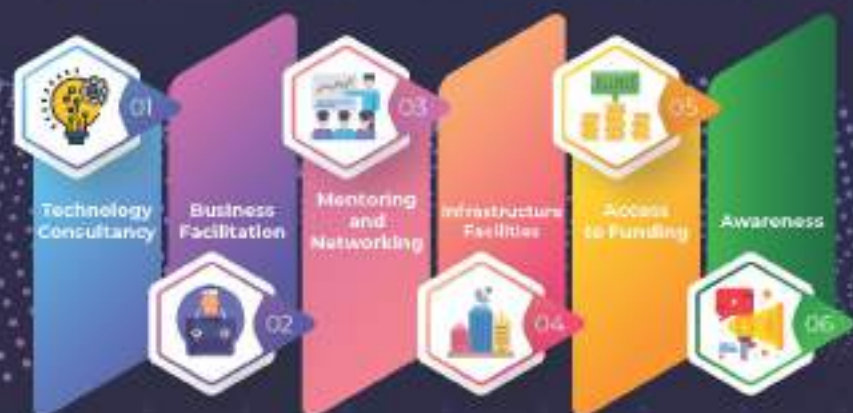 01
Technology
Consultancy
Business
Facilitation
02
03
Mentoring
and
Networking
Infrastructure
Facilities
04
FUND
05
Access
to Funding
Awareness
06